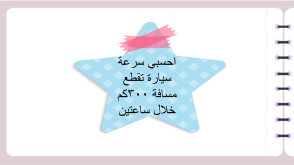 احسبي سرعة
سيارة تقطع
مسافة ٣٠٠كم
خلال ساعتين